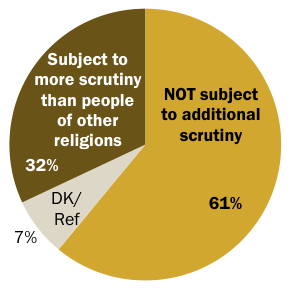 Subject to
more scrutiny
than people
of other
religions
32%
NOT subject
to additional
scrutiny
61%
DK/
Ref
7%